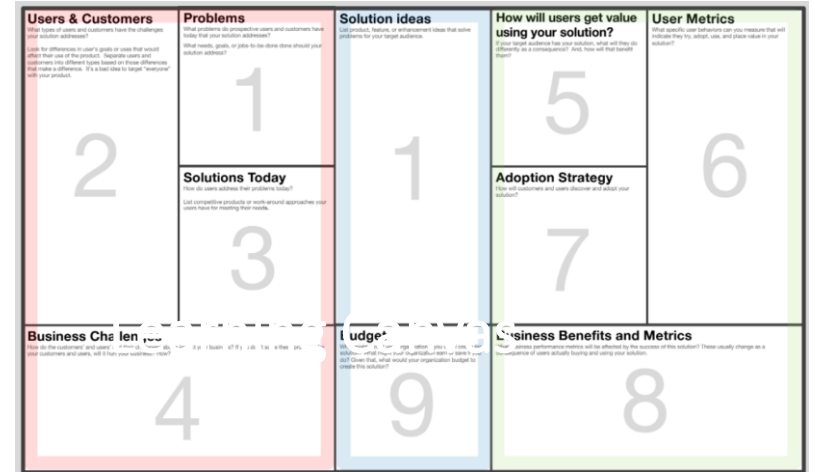 Users & Customers
What types of users and customers have the challenges
your solution addresses?
Look for differences in user's goals or uses that would
affect their use of the product. Separate users and
customers into different types based on those differences
that make a difference. It's a bad idea to target "everyone"
with your product.
2
Problems
What problems do prospective users and customers have
today that your solution addresses?
What needs, goals, or jobs-to-be-done should your
solution address?
1
Solutions Today
How do users address their problems today?
List competitive products or work-around approaches your
users have for meeting their needs.
3
Solution ideas
List product, feature, or enhancement ideas that solve
problems for your target audience.
1
How will users get value
using your solution?
If your target audience has your solution, what will they do
differently as a consequence? And, how will that benefit
them?
5
Adoption Strategy
How will customers and users discover and adopt your
solution?
7
User Metrics
What specific user behaviors can you measure that will
indicate they try, adopt, use, and place value in your
solution?
6
Business Challenges
How do the customers' and users'
your customers and users, will it hurt your business? How?
4
Budget
do? Given that, what would your organization budget to
create this solution?
9
Business Benefits and Metrics
business performance metrics will be affected by the success of this solution? These usually change as a
consequence of users actually buying and using your solution.
8